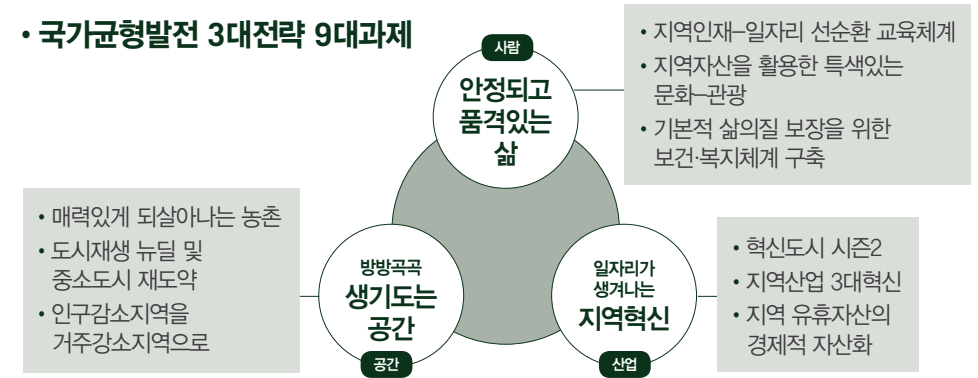 • 국가균형발전 3대전략 9대과제
사람
안정되고
품격있는
삶
• 지역인재–일자리 선순환 교육체계
• 지역자산을 활용한 특색있는
문화–관광
• 기본적 삶의질 보장을 위한
보건·복지체계 구축
• 매력있게 되살아나는 농촌
• 도시재생 뉴딜 및
중소도시 재도약
• 인구감소지역을
거주강소지역으로
방방곡곡
생기도는
공간
공간
일자리가
생겨나는
지역혁신
산업
• 혁신도시 시즌2
• 지역산업 3대혁신
• 지역 유휴자산의
경제적 자산화